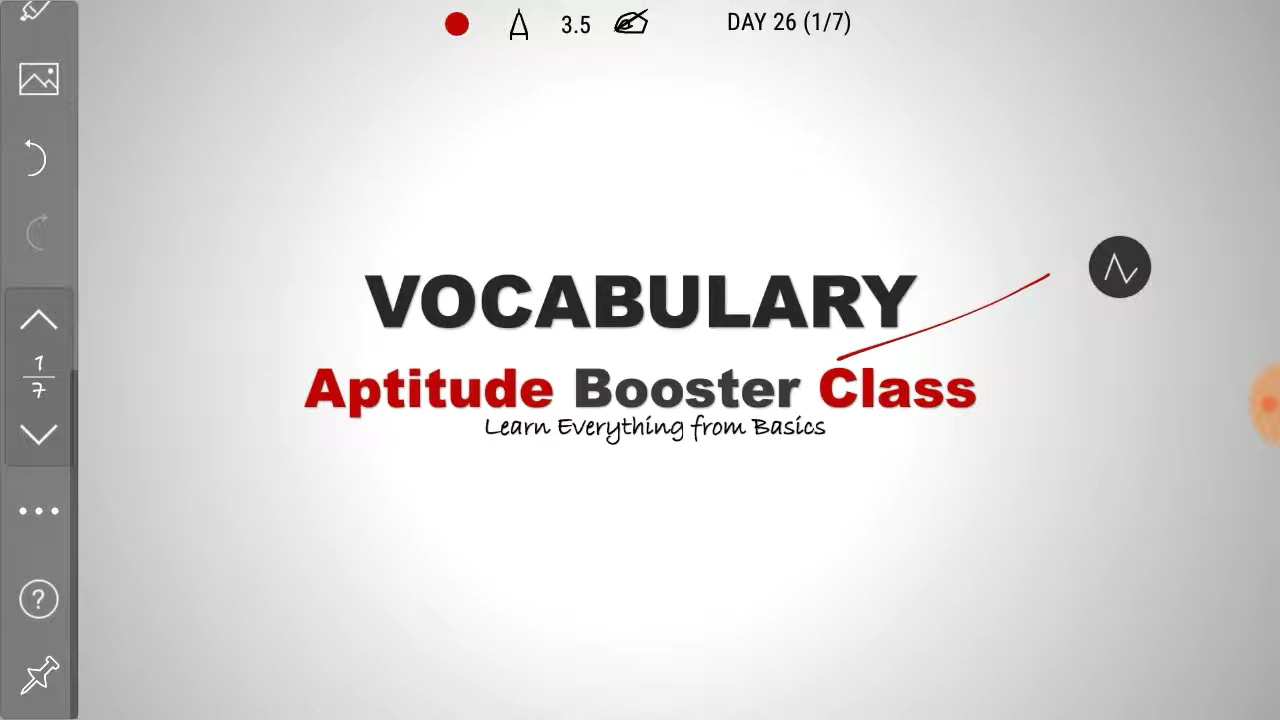 3.5 DAY 26 (1/7)
VOCABULARY
1
7
Aptitude Booster Class
Learn Everything from Basics
?